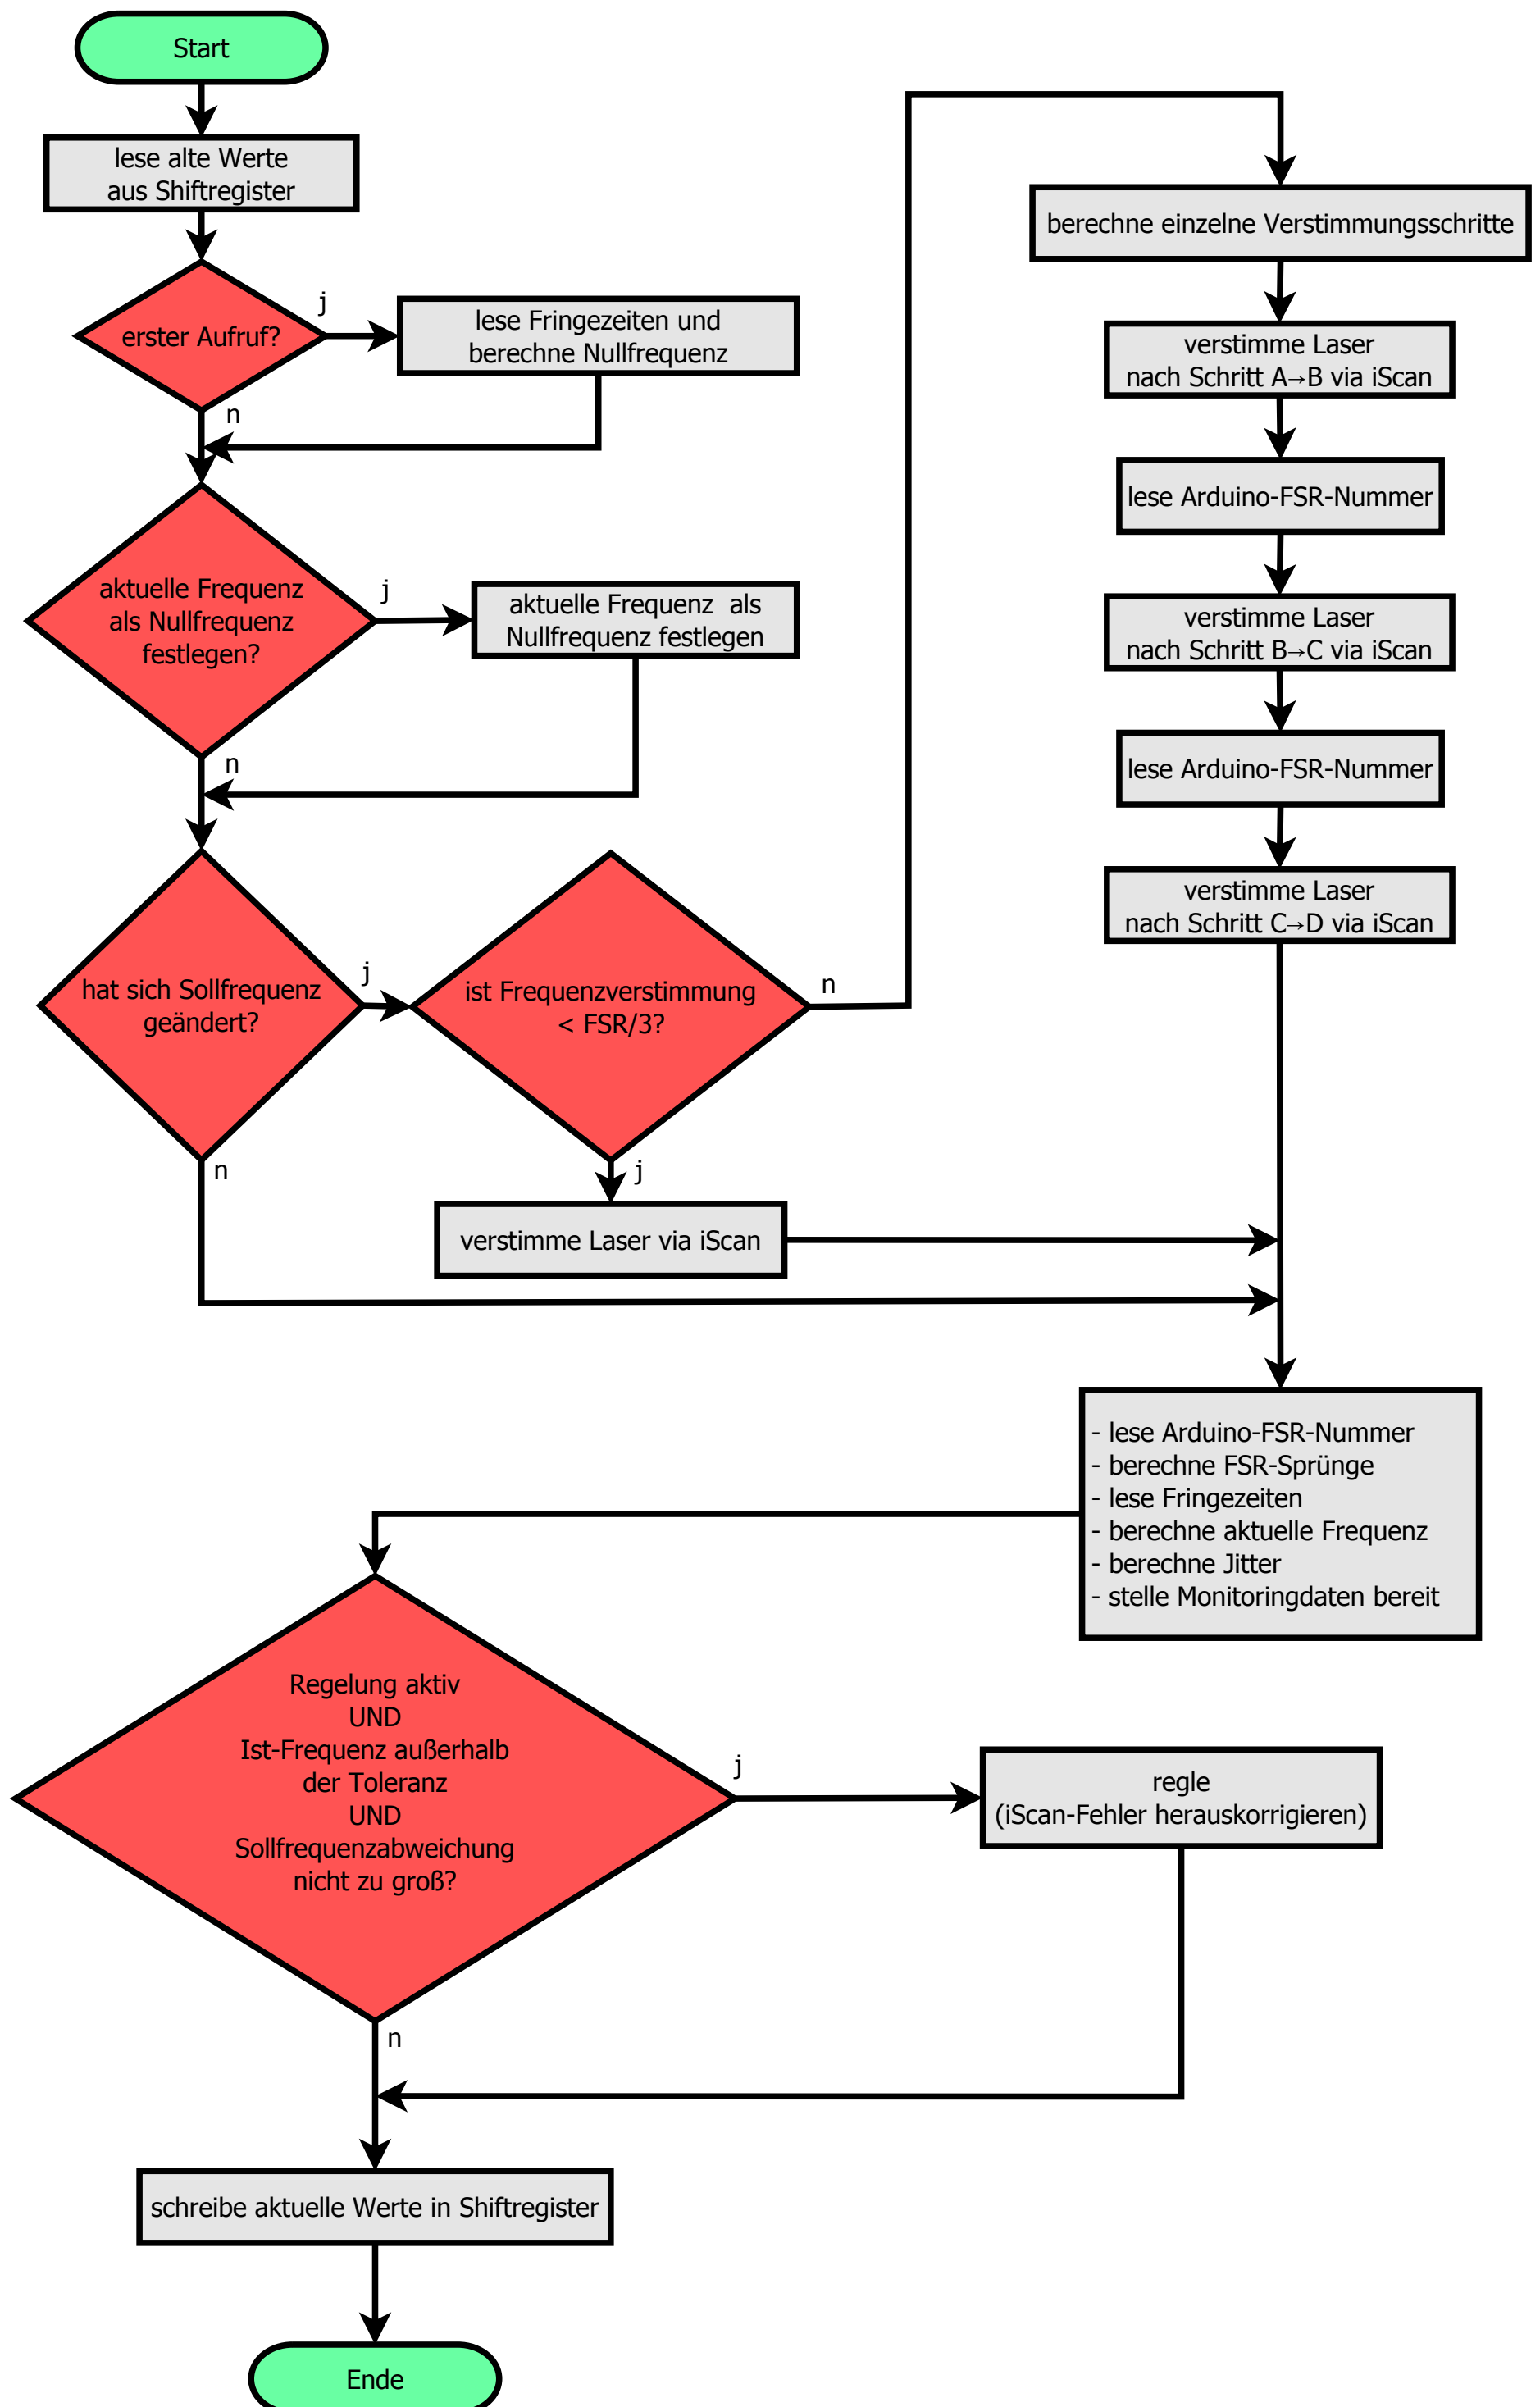 Start
lese alte Werte
aus Shiftregister
erster Aufruf?
j
lese Fringezeiten und
berechne Nullfrequenz
n
aktuelle Frequenz
als Nullfrequenz
festlegen?
j
aktuelle Frequenz  als
Nullfrequenz festlegen
n
hat sich Sollfrequenz
geändert?
j
ist Frequenzverstimmung
< FSR/3?
n
berechne einzelne Verstimmungsschritte
verstimme Laser
nach Schritt A→B via iScan
lese Arduino-FSR-Nummer
verstimme Laser
nach Schritt B→C via iScan
lese Arduino-FSR-Nummer
verstimme Laser
nach Schritt C→D via iScan
j
verstimme Laser via iScan
n
- lese Arduino-FSR-Nummer
- berechne FSR-Sprünge
- lese Fringezeiten
- berechne aktuelle Frequenz
- berechne Jitter
- stelle Monitoringdaten bereit
Regelung aktiv
UND
Ist-Frequenz außerhalb
der Toleranz
UND
Sollfrequenzabweichung
nicht zu groß?
j
regle
(iScan-Fehler herauskorrigieren)
n
schreibe aktuelle Werte in Shiftregister
Ende